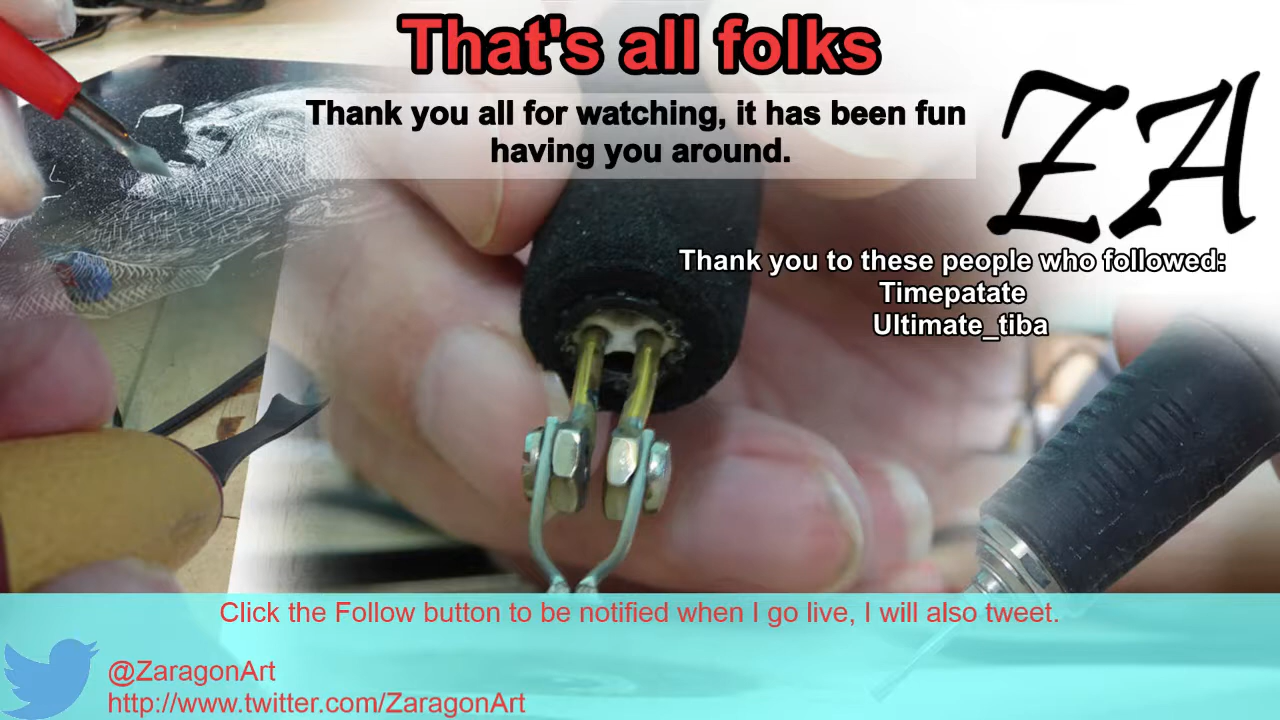 That's all folks
Thank you all for watching, it has been fun
having you around.
ZA
Thank you to these people who followed:
Timepatate
Ultimate_tiba
Click the Follow button to be notified when I go live, I will also tweet.
@ZaragonArt
http://www.twitter.com/ZaragonArt